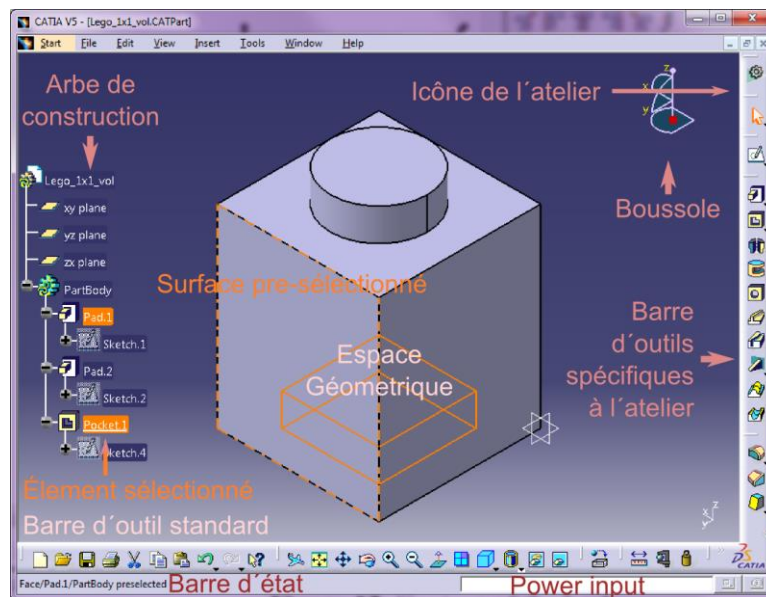 CATIA V5 - [Lego_1x1_vol.CATPart]
Start File Edit View Insert Tools Window Help
Arbe de
construction
Icône de l´atelier
z
x
y
Lego_1x1_vol
xy plane
yz plane
zx plane
PartBody
Pad.1
Sketch.1
Pad.2
Sketch.2
Pocket.1
Sketch.4
Boussole
Surface pre-sélectionné
Espace
Géometrique
Barre
d´outils
spécifiques
à l´atelier
Élement sélectionné
Barre d´outil standard
x z
y
CATIA
Face/Pad.1/PartBody preselected
Barre d´état
Power input